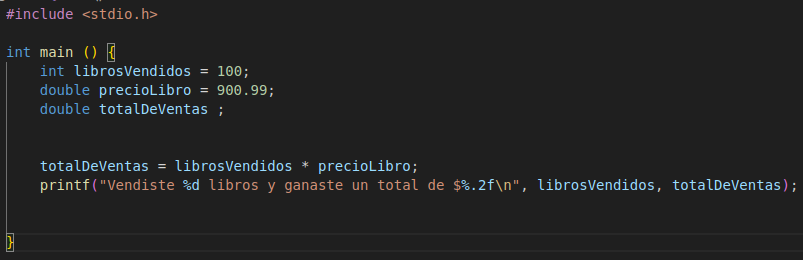 #include <stdio.h>
int main () {
    int librosVendidos = 100;
    double precioLibro = 900.99;
    double totalDeVentas ;
    totalDeVentas = librosVendidos * precioLibro;
    printf("Vendiste %d libros y ganaste un total de $%.2f\n", librosVendidos, totalDeVentas);
}